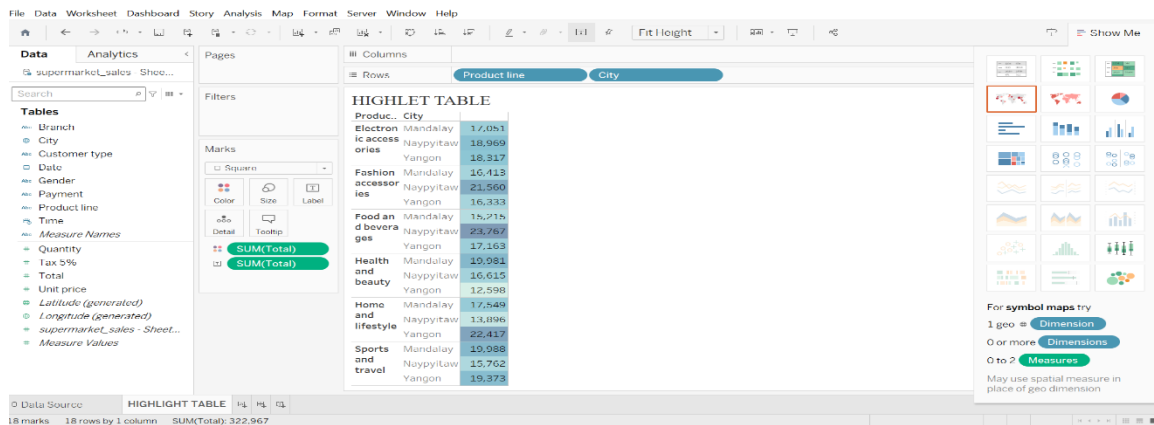 File Data Worksheet Dashboard Story Analysis Map Format Server Window Help
Fit Height
Show Me
Data Analytics
supermarket_sales - Shee...
Search
Tables
Abc Branch
City
Abc Customer type
Date
Abc Gender
Abc Payment
Abc Product line
Time
Abc Measure Names
Quantity
Tax 5%
Total
Unit price
Latitude (generated)
Longitude (generated)
supermarket_sales - Sheet...
Measure Values
Pages
Filters
Marks
Square
Color Size Label
Detail Tooltip
SUM(Total)
SUM(Total)
Columns
Rows Product line City
HIGHLET TABLE
Produc.. City
Electron Mandalay 17,051
ic access Naypyitaw 18,969
ories Yangon 18,317
Fashion Mandalay 16,413
accessor Naypyitaw 21,560
ies Yangon 16,333
Food an Mandalay 15,215
d bevera Naypyitaw 23,767
ges Yangon 17,163
Health Mandalay 19,981
and Naypyitaw 16,615
beauty Yangon 12,598
Home Mandalay 17,549
and Naypyitaw 13,896
lifestyle Yangon 22,417
Sports Mandalay 19,988
and Naypyitaw 15,762
travel Yangon 19,373
For symbol maps try
1 geo Dimension
0 or more Dimensions
0 to 2 Measures
May use spatial measure in
place of geo dimension
Data Source HIGHLIGHT TABLE
18 marks 18 rows by 1 column SUM(Total): 322,967